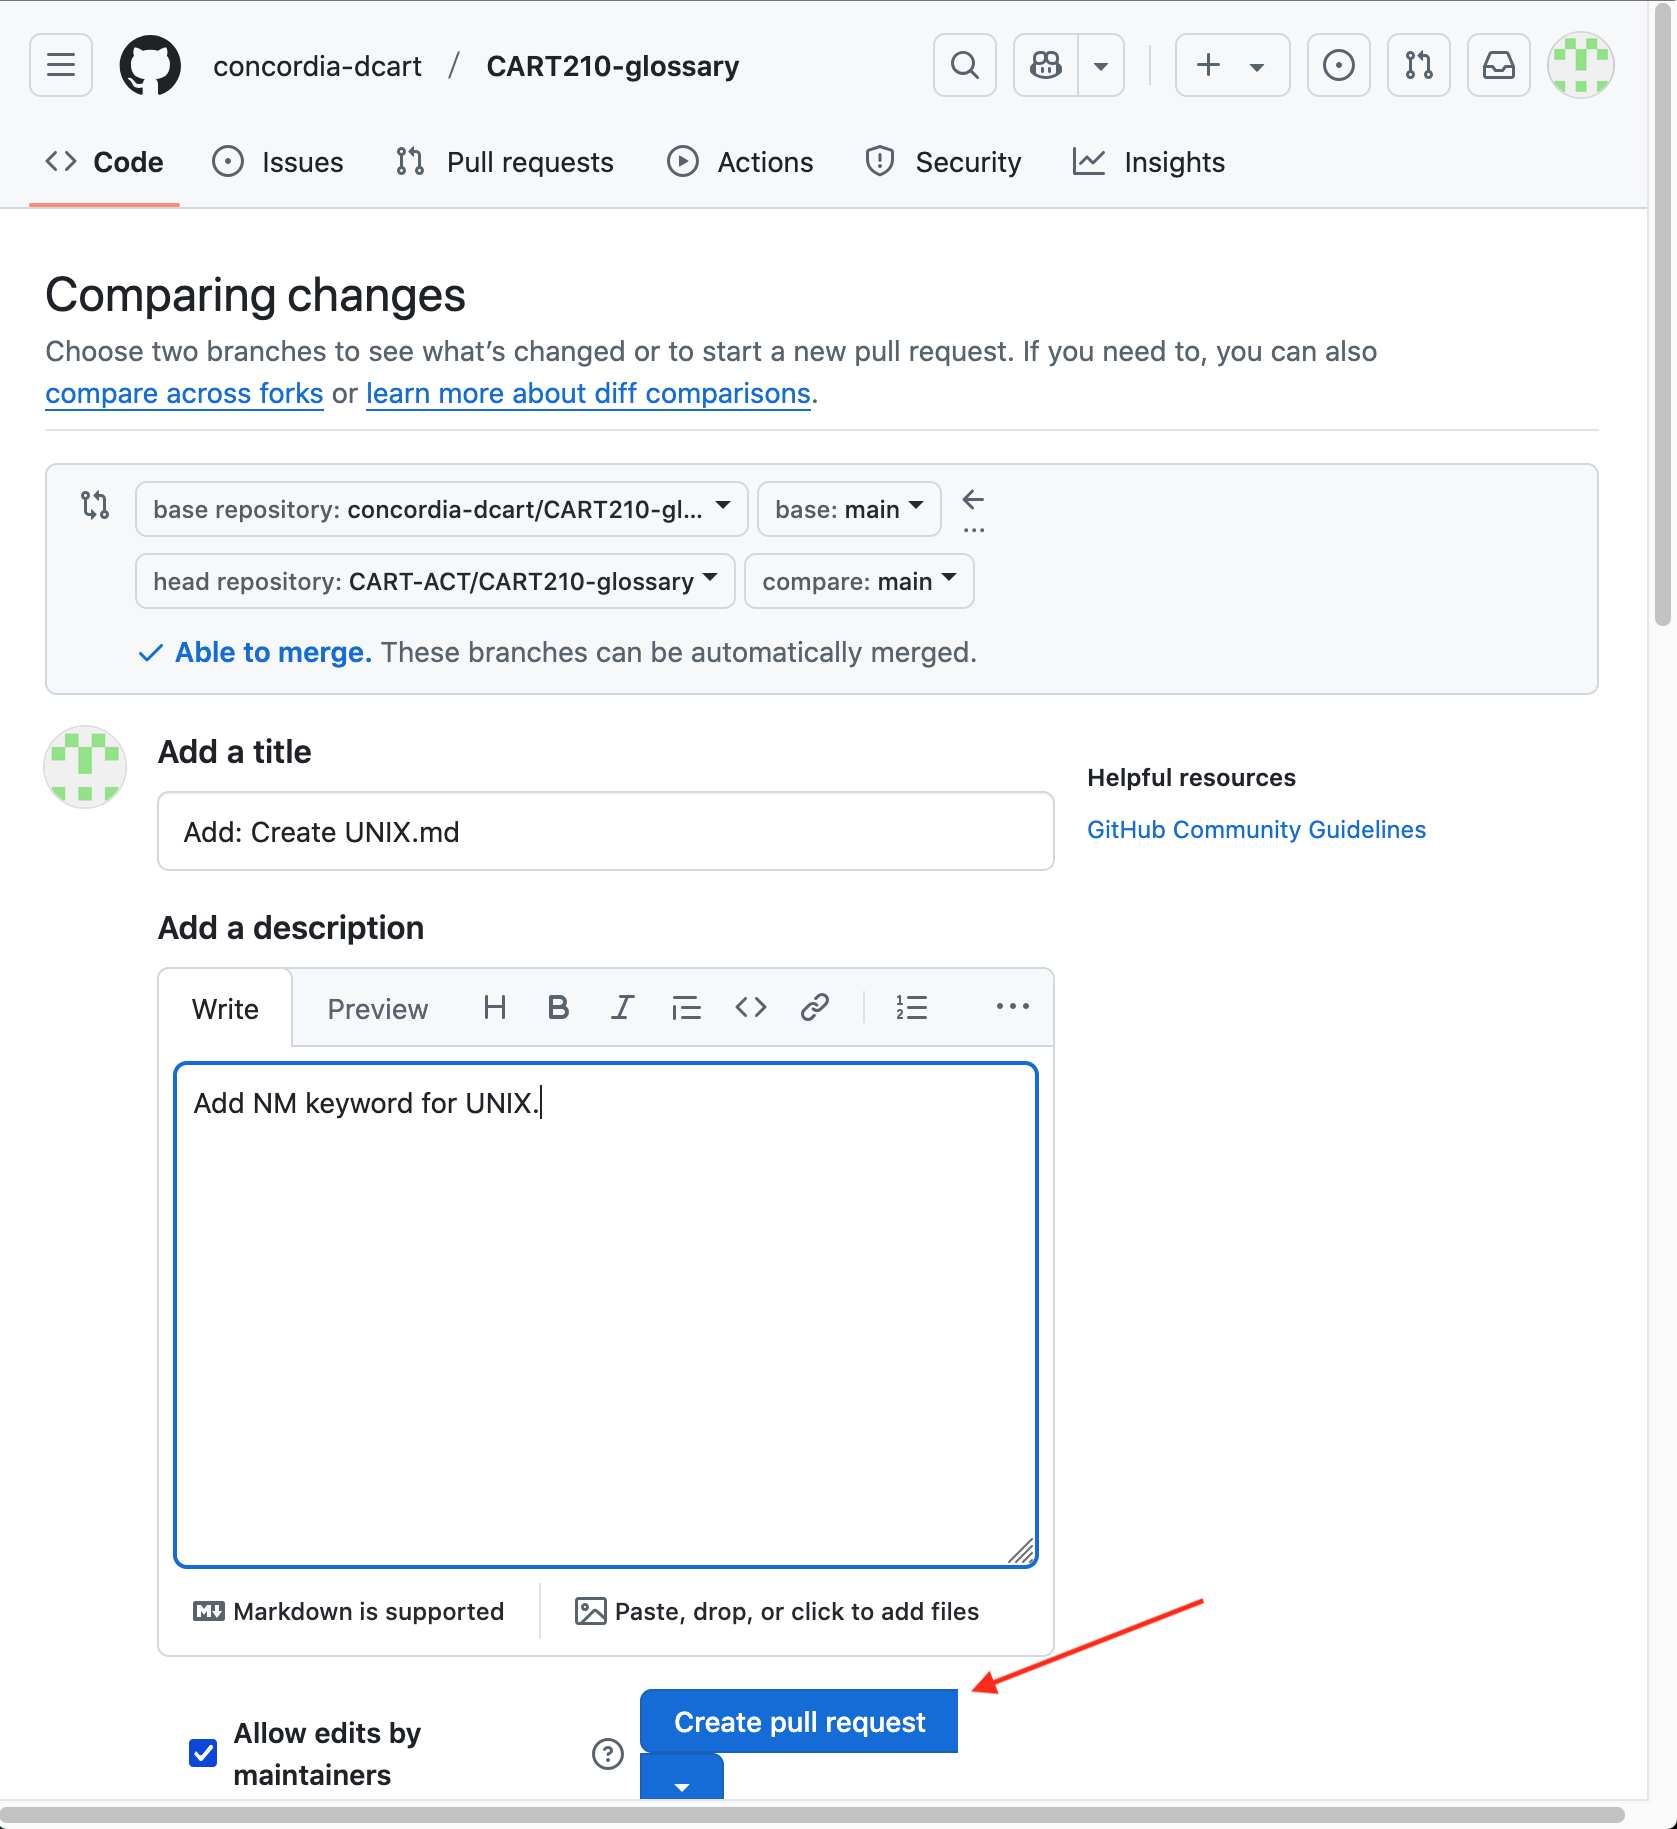 concordia-dcart / CART210-glossary
Code Issues Pull requests Actions Security Insights
Comparing changes
Choose two branches to see what’s changed or to start a new pull request. If you need to, you can also
compare across forks or learn more about diff comparisons.
base repository: concordia-dcart/CART210-gl... base: main
...
head repository: CART-ACT/CART210-glossary compare: main
Able to merge. These branches can be automatically merged.
Add a title
Helpful resources
Add: Create UNIX.md
GitHub Community Guidelines
Add a description
Write Preview H B I
Add NM keyword for UNIX.
Markdown is supported Paste, drop, or click to add files
Allow edits by
maintainers
Create pull request